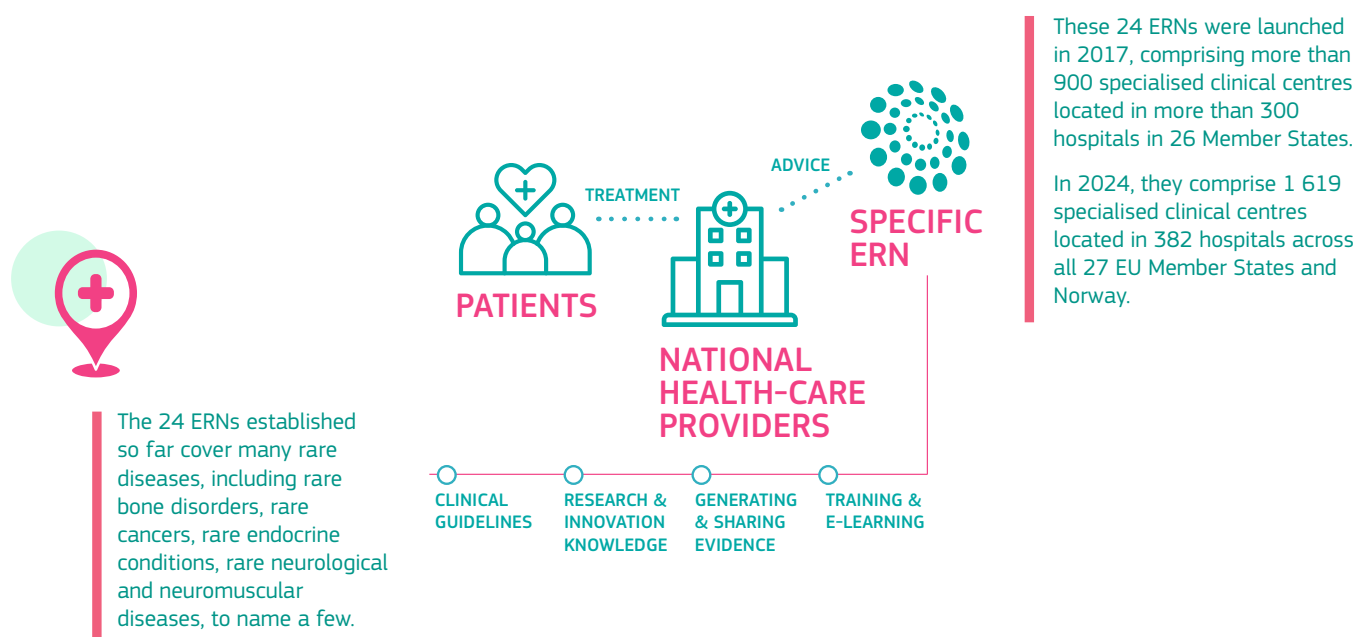 These 24 ERNs were launched
in 2017, comprising more than
900 specialised clinical centres
located in more than 300
hospitals in 26 Member States.
In 2024, they comprise 1 619
specialised clinical centres
located in 382 hospitals across
all 27 EU Member States and
Norway.
TREATMENT
ADVICE
PATIENTS
NATIONAL
HEALTH-CARE
PROVIDERS
SPECIFIC
ERN
CLINICAL
GUIDELINES
RESEARCH &
INNOVATION
KNOWLEDGE
GENERATING
& SHARING
EVIDENCE
TRAINING &
E-LEARNING
The 24 ERNs established
so far cover many rare
diseases, including rare
bone disorders, rare
cancers, rare endocrine
conditions, rare neurological
and neuromuscular
diseases, to name a few.